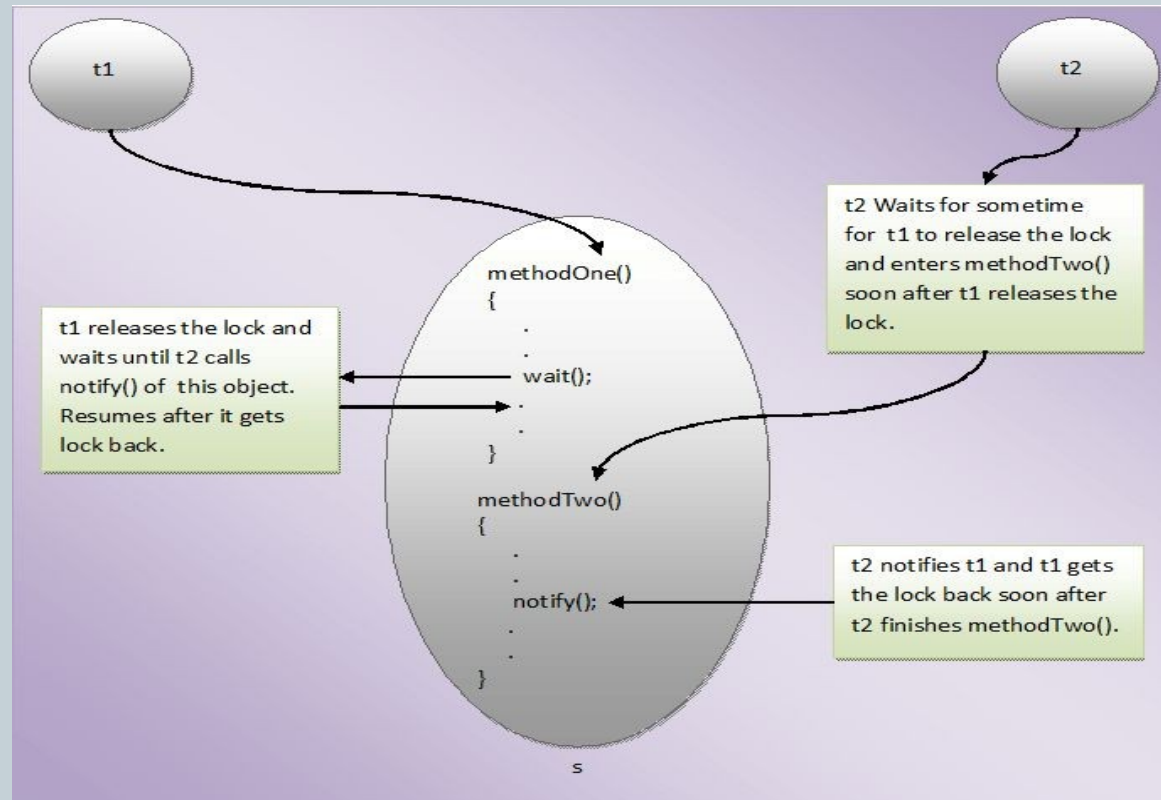 t1
t2
t2 Waits for sometime
for t1 to release the lock
and enters methodTwo()
soon after t1 releases the
lock.
methodOne()
{
.
.
wait();
.
.
}
t1 releases the lock and
waits until t2 calls
notify() of this object.
Resumes after it gets
lock back.
methodTwo()
{
.
.
notify();
.
.
}
t2 notifies t1 and t1 gets
the lock back soon after
t2 finishes methodTwo().
s